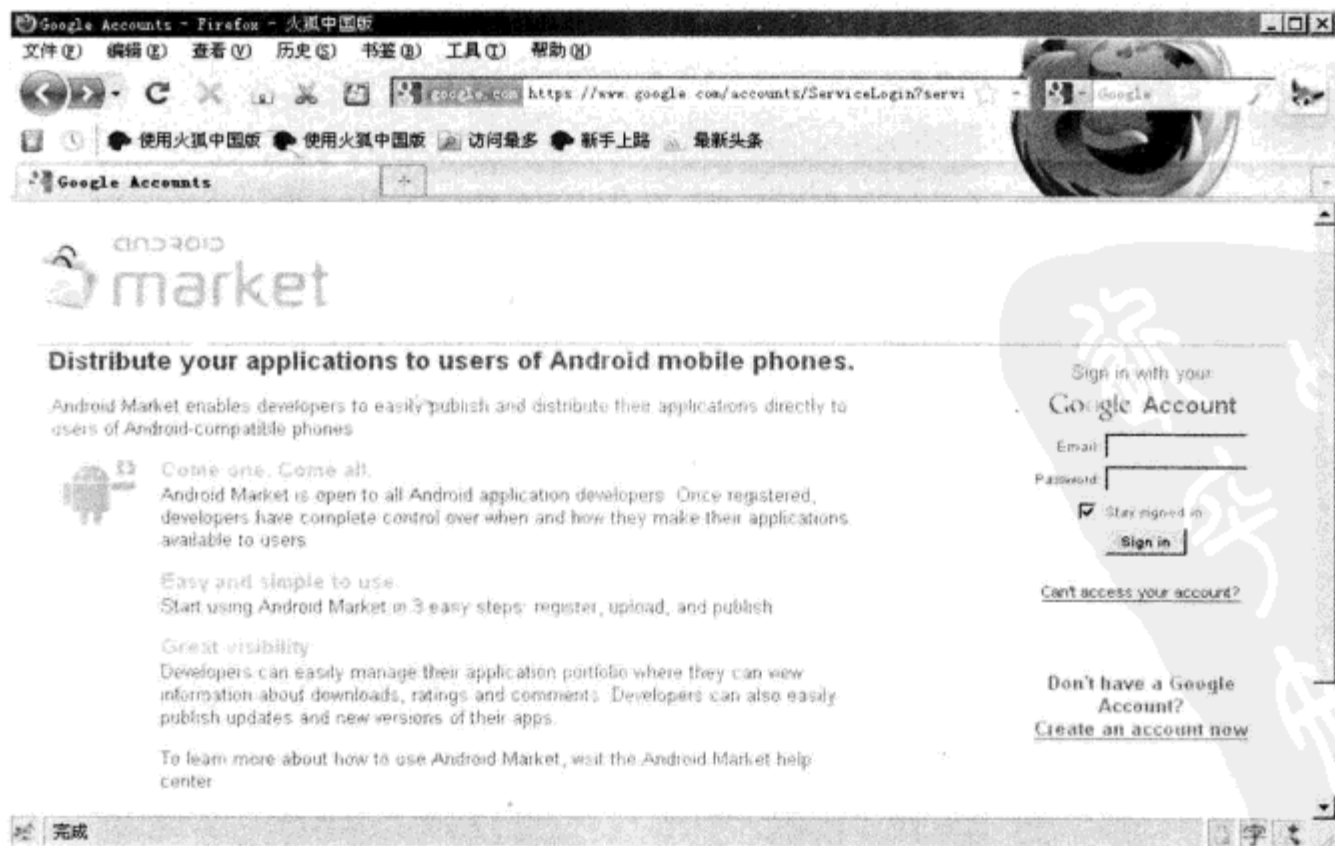 Google Accounts - Firefox - 火狐中国版
文件(F) 编辑(E) 查看(V) 历史(S) 书签(B) 工具(T) 帮助(H)
google.com https://www.google.com/accounts/ServiceLogin?servi
Google
使用火狐中国版 使用火狐中国版 访问最多 新手上路 最新头条
Google Accounts
android
market
Distribute your applications to users of Android mobile phones.
Android Market enables developers to easily publish and distribute their applications directly to
users of Android-compatible phones
Come one. Come all.
Android Market is open to all Android application developers. Once registered,
developers have complete control over when and how they make their applications
available to users
Easy and simple to use.
Start using Android Market in 3 easy steps: register, upload, and publish
Great visibility
Developers can easily manage their application portfolio where they can view
information about downloads, ratings and comments. Developers can also easily
publish updates and new versions of their apps.
To learn more about how to use Android Market, visit the Android Market help
center
Sign in with your
Google Account
Email:
Password:
Stay signed in
Sign in
Can't access your account?
Don't have a Google
Account?
Create an account now
完成
字